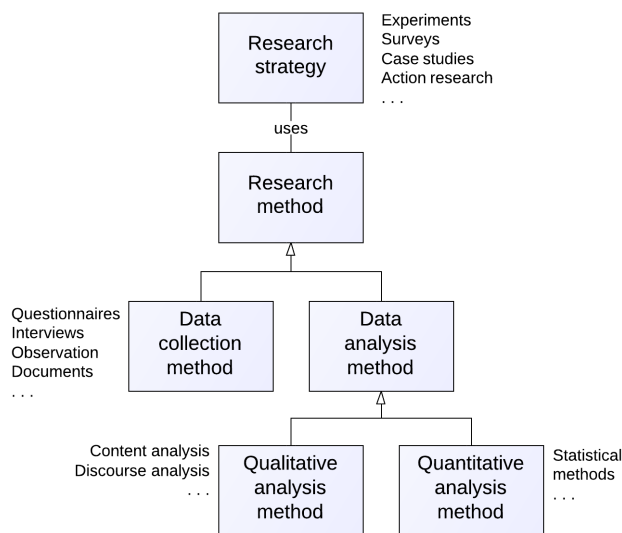 Research
strategy
Experiments
Surveys
Case studies
Action research
. . .
uses
Research
method
Questionnaires
Interviews
Observation
Documents
. . .
Data
collection
method
Data
analysis
method
Content analysis
Discourse analysis
. . .
Qualitative
analysis
method
Quantitative
analysis
method
Statistical
methods
. . .